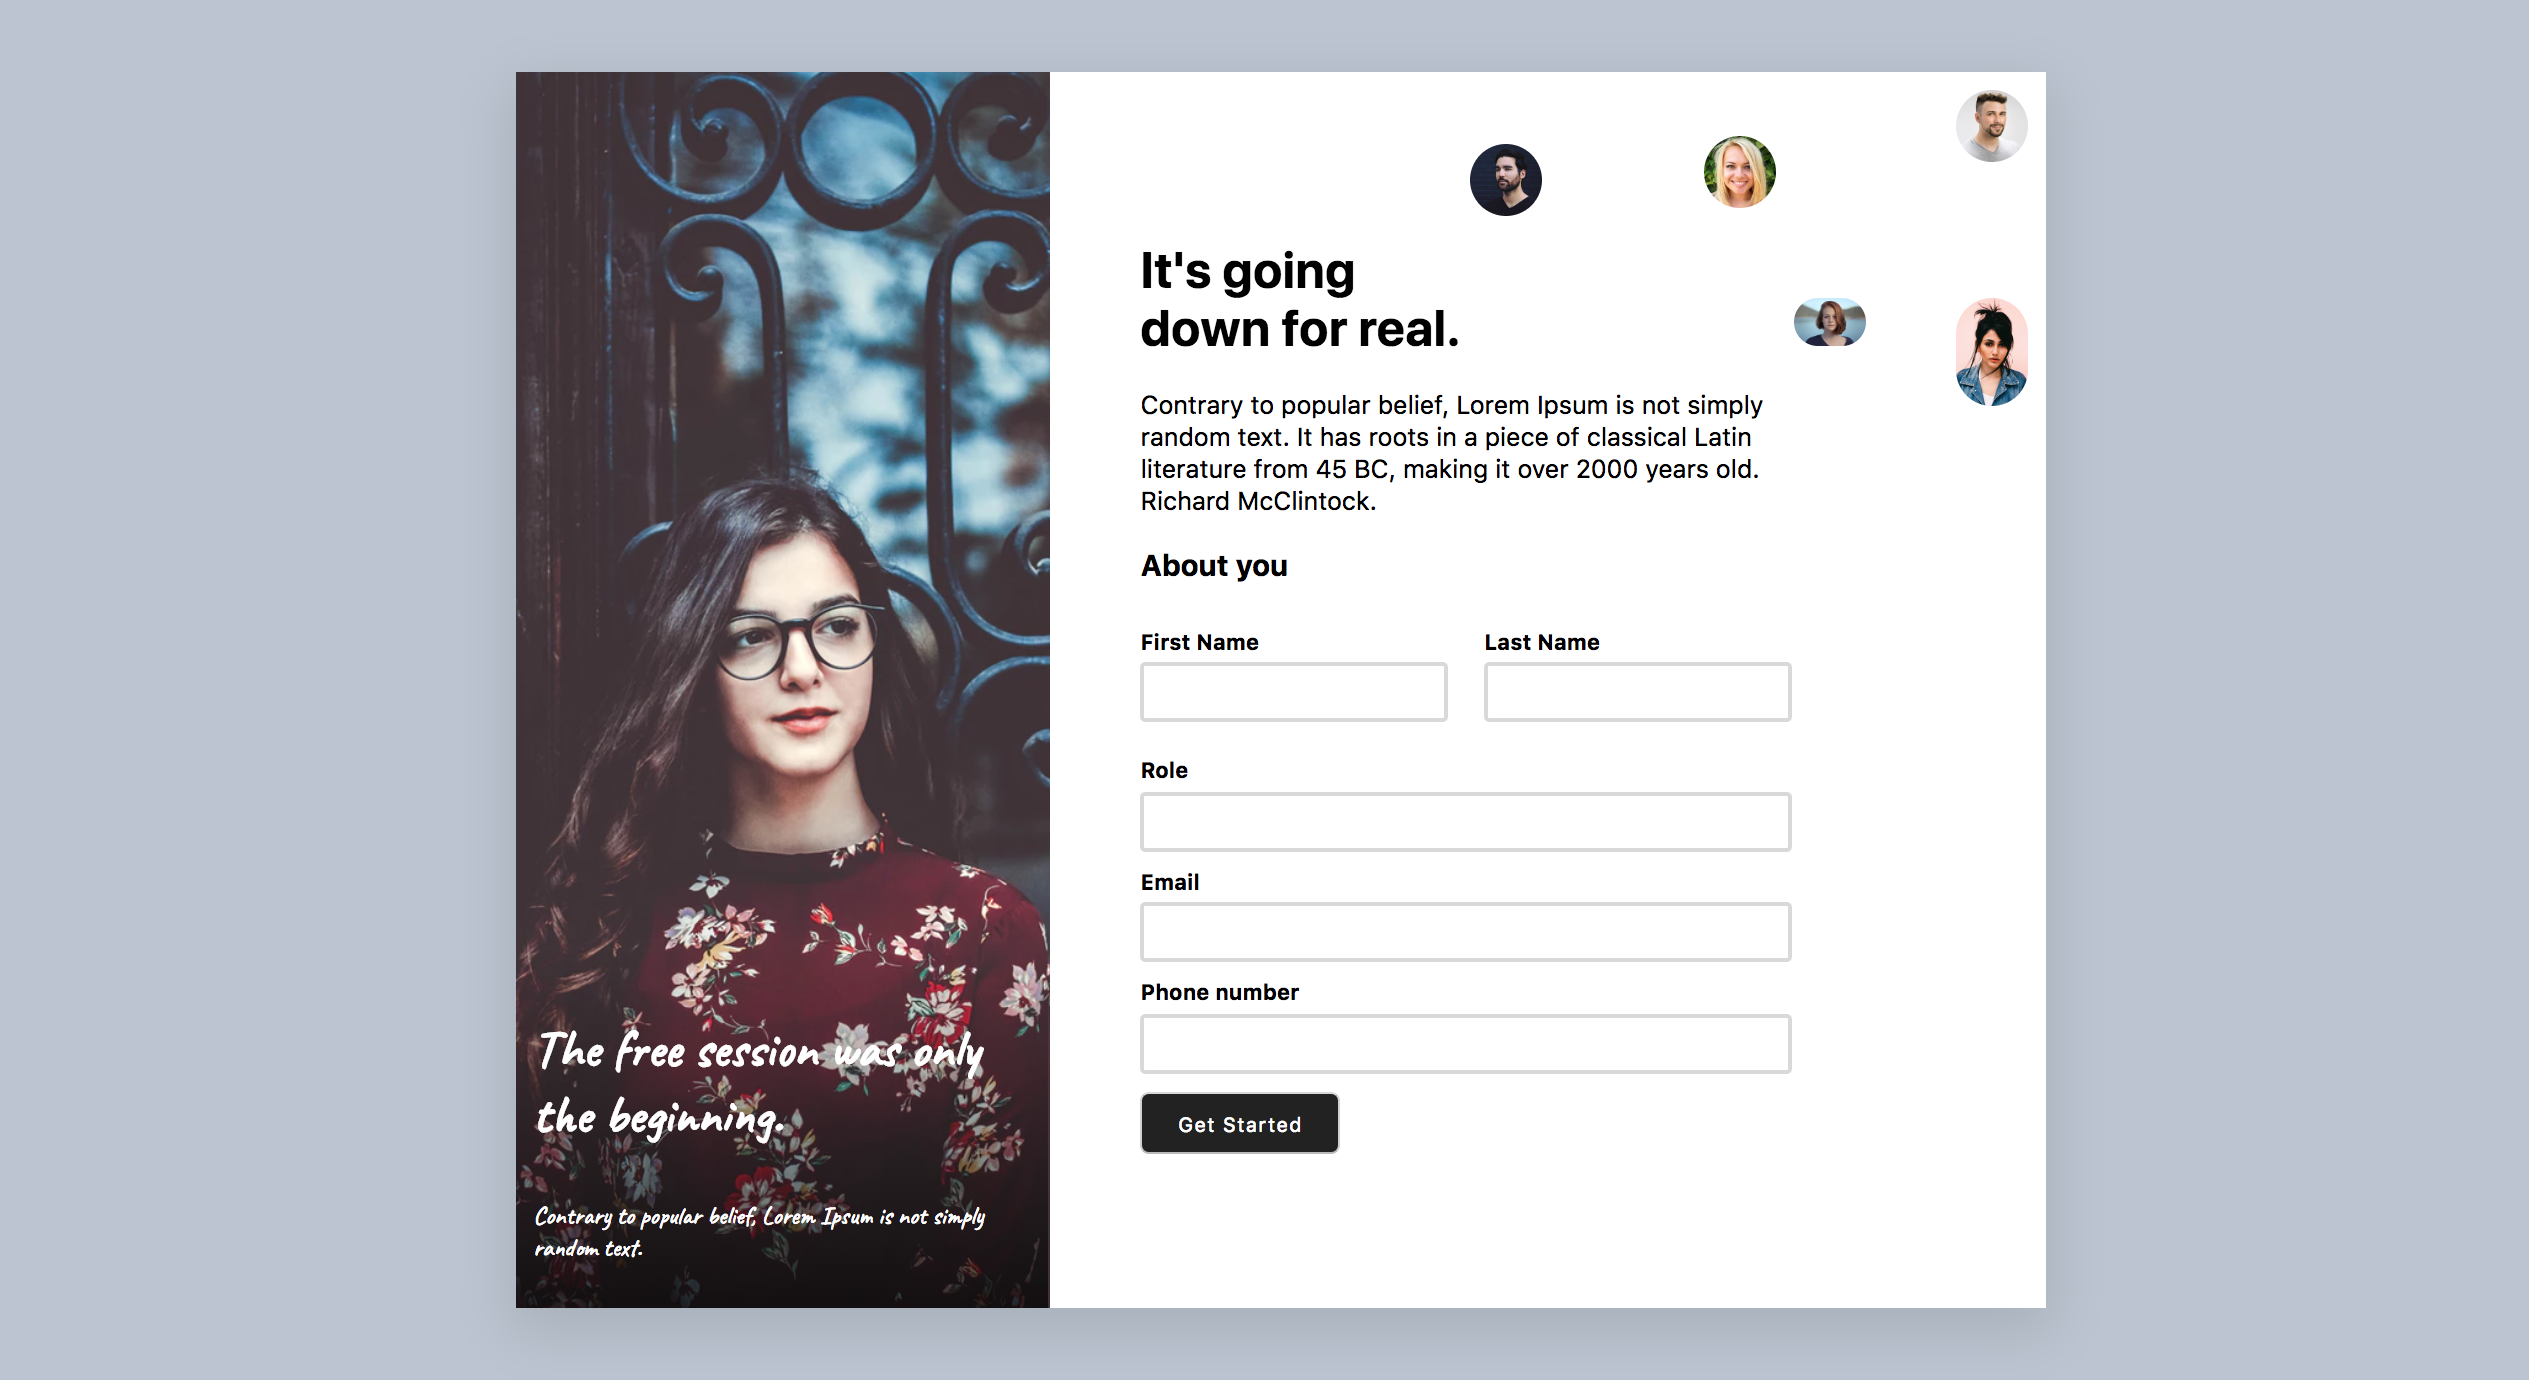 It's going
down for real.
Contrary to popular belief, Lorem Ipsum is not simply
random text. It has roots in a piece of classical Latin
literature from 45 BC, making it over 2000 years old.
Richard McClintock.
About you
First Name
Last Name
Role
Email
Phone number
Get Started
The free session was only
the beginning.
Contrary to popular belief, Lorem Ipsum is not simply
random text.